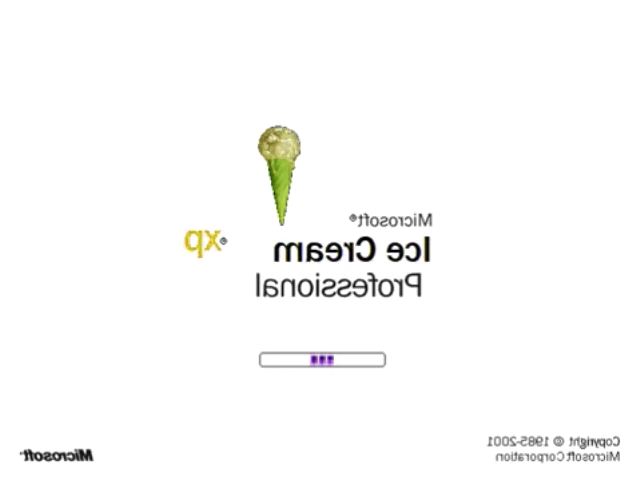 Microsoft®
Ice Cream
xp®
Professional
Copyright © 1985-2001
Microsoft Corporation
Microsoft®